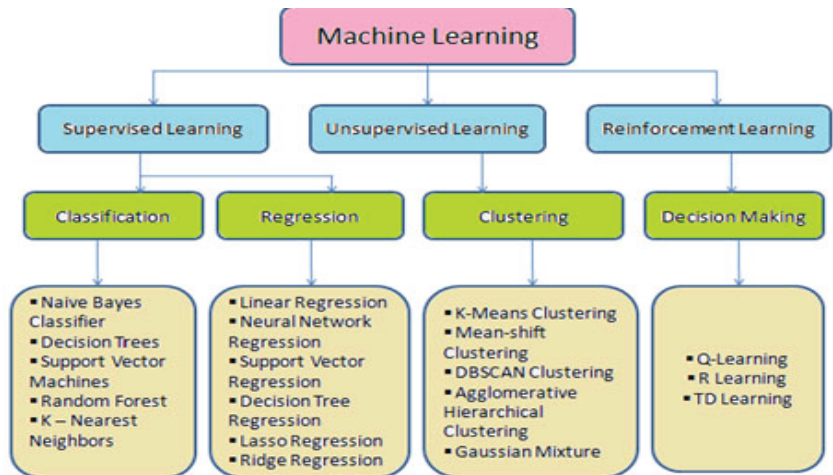 Machine Learning
Supervised Learning
Unsupervised Learning
Reinforcement Learning
Classification
Regression
Clustering
Decision Making
▪ Naive Bayes
Classifier
▪ Decision Trees
▪ Support Vector
Machines
▪ Random Forest
▪ K – Nearest
Neighbors
▪ Linear Regression
▪ Neural Network
Regression
▪ Support Vector
Regression
▪ Decision Tree
Regression
▪ Lasso Regression
▪ Ridge Regression
▪ K-Means Clustering
▪ Mean-shift
Clustering
▪ DBSCAN Clustering
▪ Agglomerative
Hierarchical
Clustering
▪ Gaussian Mixture
▪ Q-Learning
▪ R Learning
▪ TD Learning